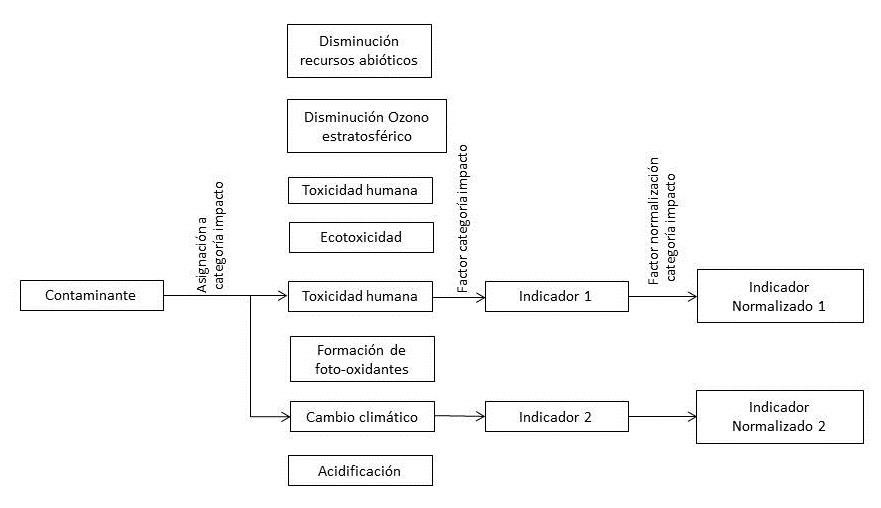 Disminución
recursos abióticos
Disminución Ozono
estratosférico
Toxicidad humana
Ecotoxicidad
Asignación a
categoría impacto
Factor categoría impacto
Factor normalización
categoría impacto
Contaminante
Toxicidad humana
Indicador 1
Indicador
Normalizado 1
Formación de
foto-oxidantes
Cambio climático
Indicador 2
Indicador
Normalizado 2
Acidificación